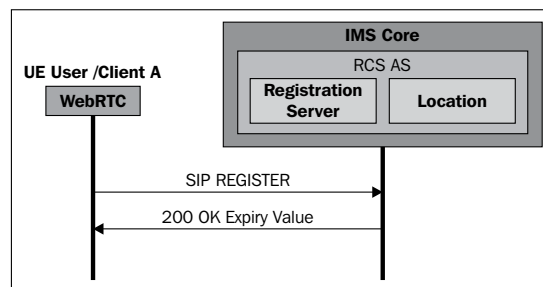 IMS Core
RCS AS
UE User /Client A
WebRTC
Registration
Server
Location
SIP REGISTER
200 OK Expiry Value